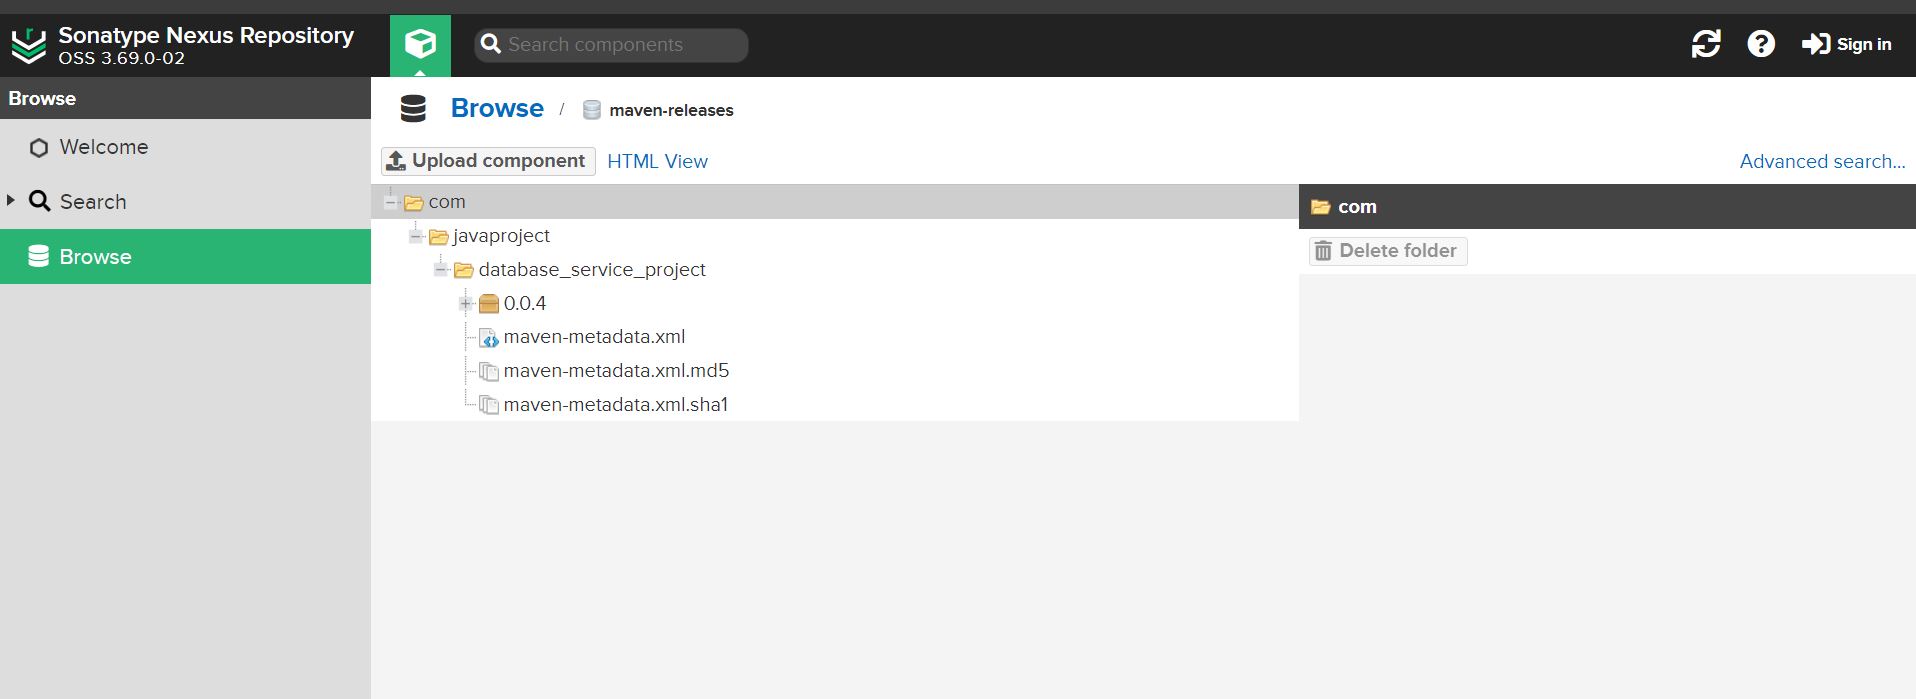 Sonatype Nexus Repository
OSS 3.69.0-02
Search components
Sign in
Browse
Welcome
Search
Browse
Browse / maven-releases
Upload component HTML View Advanced search...
com
javaproject
database_service_project
0.0.4
maven-metadata.xml
maven-metadata.xml.md5
maven-metadata.xml.sha1
com
Delete folder